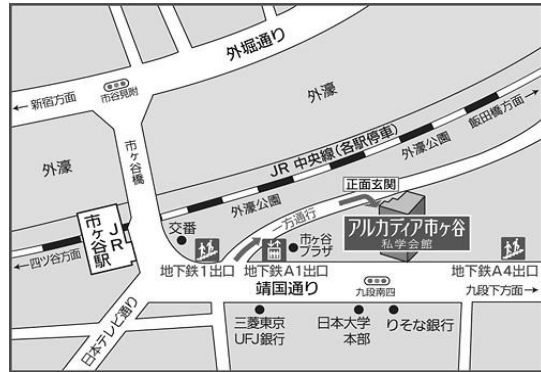 外堀通り
市谷見附
←新宿方面
外濠
外濠
飯田橋方面→
市ヶ谷橋
JR 中央線（各駅停車）
外濠公園
外濠公園
正面玄関
一方通行
アルカディア市ヶ谷
私学会館
JR
市ヶ谷駅
交番
市ヶ谷
プラザ
←四ツ谷方面
地下鉄1出口
地下鉄A1出口
地下鉄A4出口
靖国通り
九段南四
九段下方面→
日本テレビ通り
三菱東京
UFJ銀行
日本大学
本部
りそな銀行